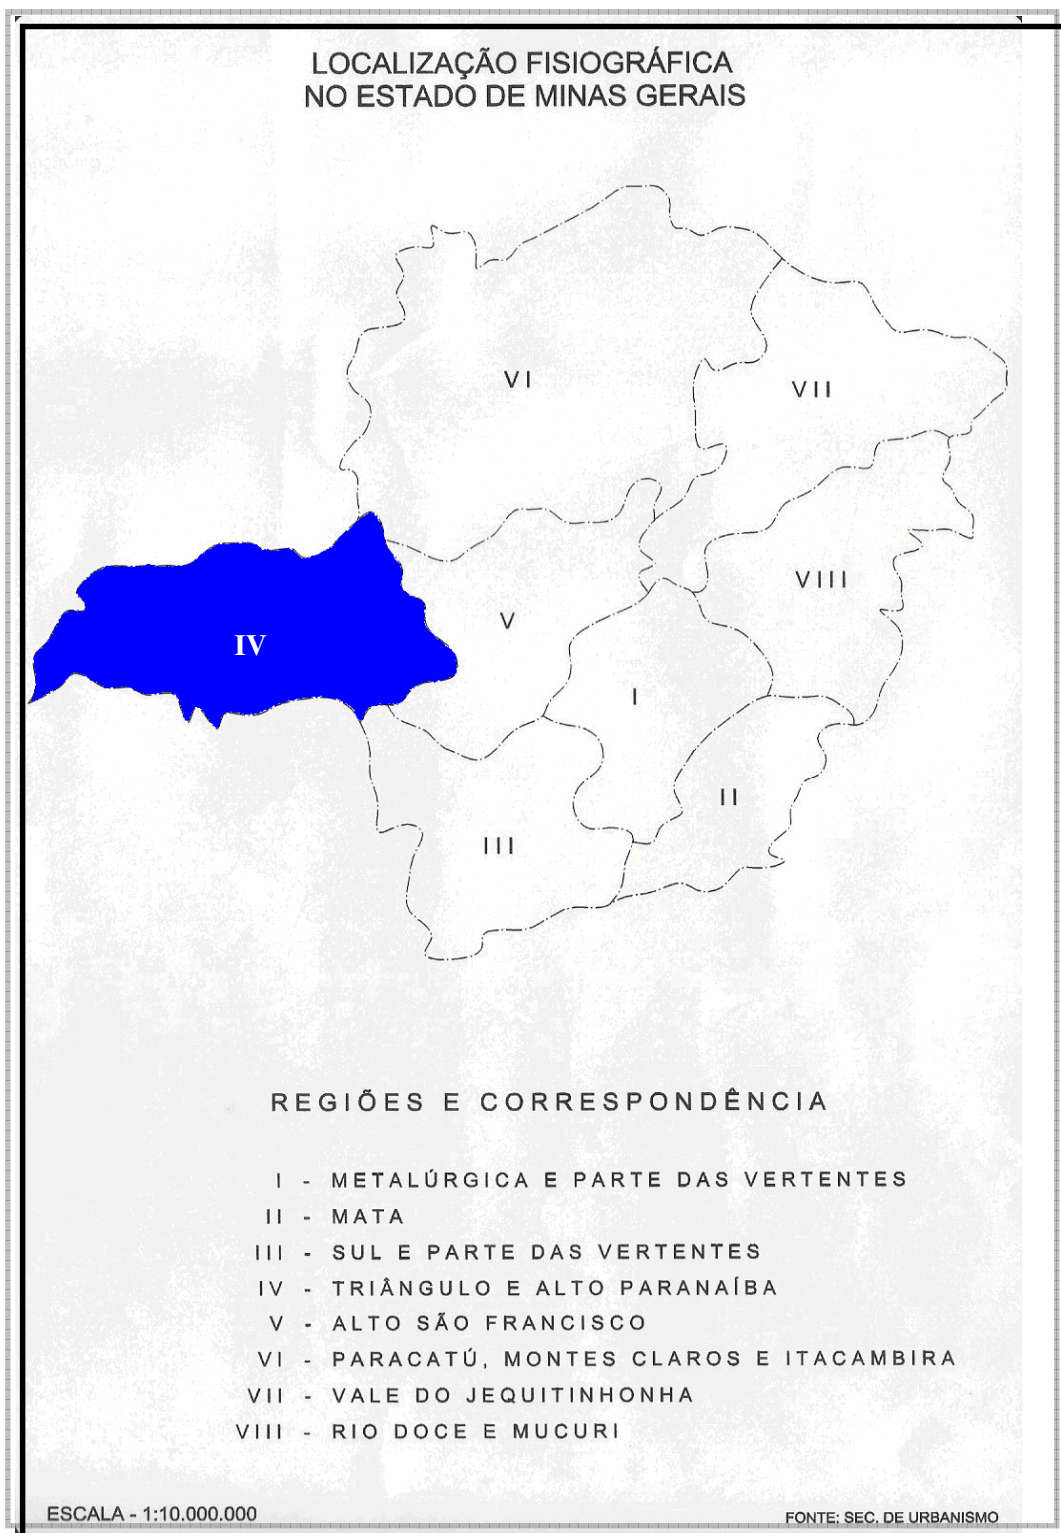 LOCALIZAÇÃO FISIOGRÁFICA
NO ESTADO DE MINAS GERAIS
VI
VII
VIII
IV
V
I
II
III
REGIÕES E CORRESPONDÊNCIA
I - METALÚRGICA E PARTE DAS VERTENTES
II - MATA
III - SUL E PARTE DAS VERTENTES
IV - TRIÂNGULO E ALTO PARANAÍBA
V - ALTO SÃO FRANCISCO
VI - PARACATÚ, MONTES CLAROS E ITACAMBIRA
VII - VALE DO JEQUITINHONHA
VIII - RIO DOCE E MUCURI
ESCALA - 1:10.000.000
FONTE: SEC. DE URBANISMO